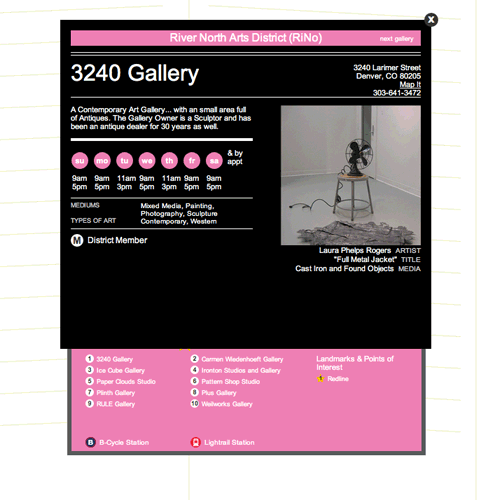 x
River North Arts District (RiNo)
next gallery
3240 Gallery
3240 Larimer Street
Denver, CO 80205
Map It
303-641-3472
A Contemporary Art Gallery... with an small area full
of Antiques. The Gallery Owner is a Sculptor and has
been an antique dealer for 30 years as well.
su mo tu we th fr sa & by appt
9am 9am 11am 9am 11am 9am 9am
5pm 5pm 3pm 5pm 3pm 5pm 5pm
MEDIUMS Mixed Media, Painting,
Photography, Sculpture
TYPES OF ART Contemporary, Western
M District Member
Laura Phelps Rogers ARTIST
"Full Metal Jacket" TITLE
Cast Iron and Found Objects MEDIA
1 3240 Gallery
3 Ice Cube Gallery
5 Paper Clouds Studio
7 Plinth Gallery
9 RULE Gallery
2 Carmen Wiedenhoeft Gallery
4 Ironton Studios and Gallery
6 Pattern Shop Studio
8 Plus Gallery
10 Weilworks Gallery
Landmarks & Points of
Interest
1 Redline
B B-Cycle Station
Lightrail Station